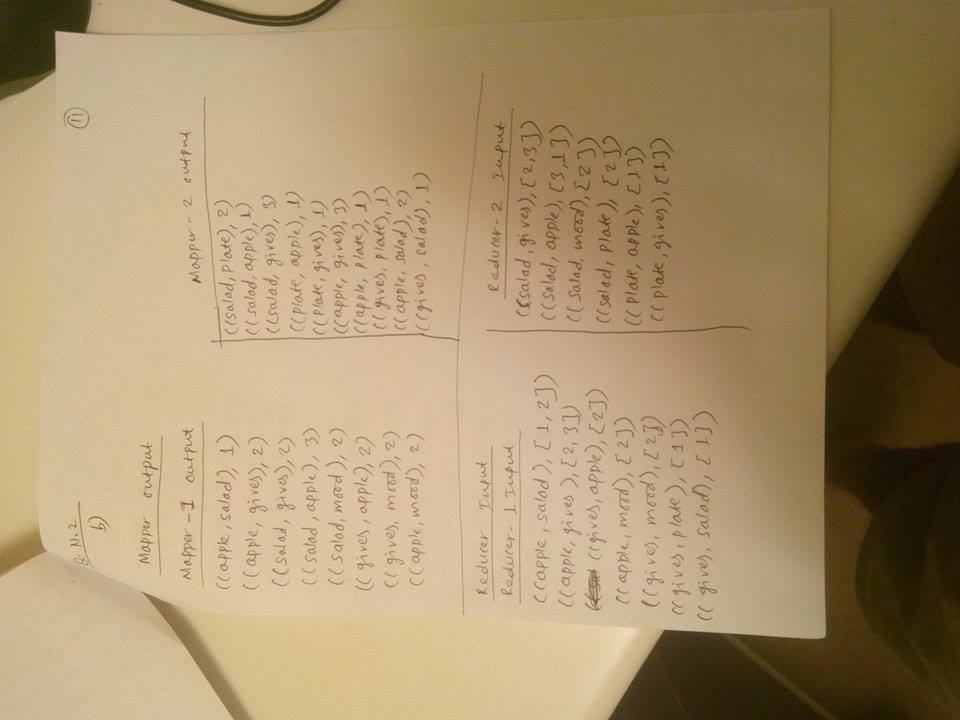 Q. N. 2
b)
11
Mapper output
Mapper - 1 output
((apple, salad), 1)
((apple, gives), 2)
((salad, gives), 2)
((salad, apple), 3)
((salad, mood), 2)
((gives, apple), 2)
((gives, mood), 2)
((apple, mood), 2)
Mapper - 2 output
((salad, plate), 2)
((salad, apple), 1)
((salad, gives), 3)
((plate, apple), 1)
((plate, gives), 1)
((apple, gives), 3)
((apple, plate), 1)
((gives, plate), 1)
((apple, salad), 2)
((gives, salad), 1)
Reducer Input
Reducer - 1 Input
((apple, salad), [1, 2])
((apple, gives), [2, 3])
((gives, apple), [2])
((apple, mood), [2])
((gives, mood), [2])
((gives, plate), [1])
((gives, salad), [1])
Reducer - 2 Input
((salad, gives), [2, 3])
((salad, apple), [3, 1])
((salad, mood), [2])
((salad, plate), [2])
((plate, apple), [1])
((plate, gives), [1])